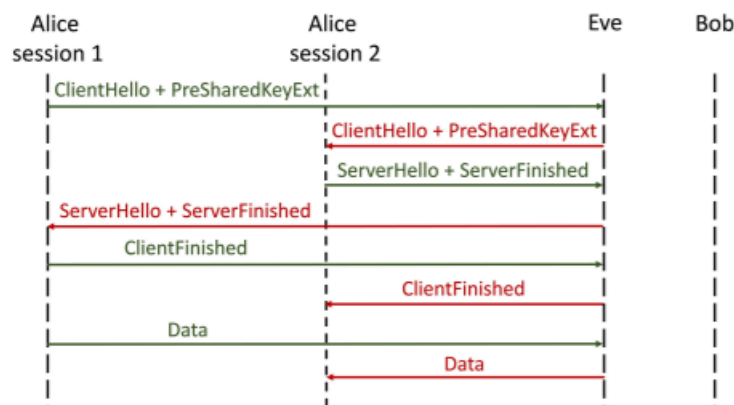 Alice
session 1
Alice
session 2
Eve
Bob
ClientHello + PreSharedKeyExt
ClientHello + PreSharedKeyExt
ServerHello + ServerFinished
ServerHello + ServerFinished
ClientFinished
ClientFinished
Data
Data